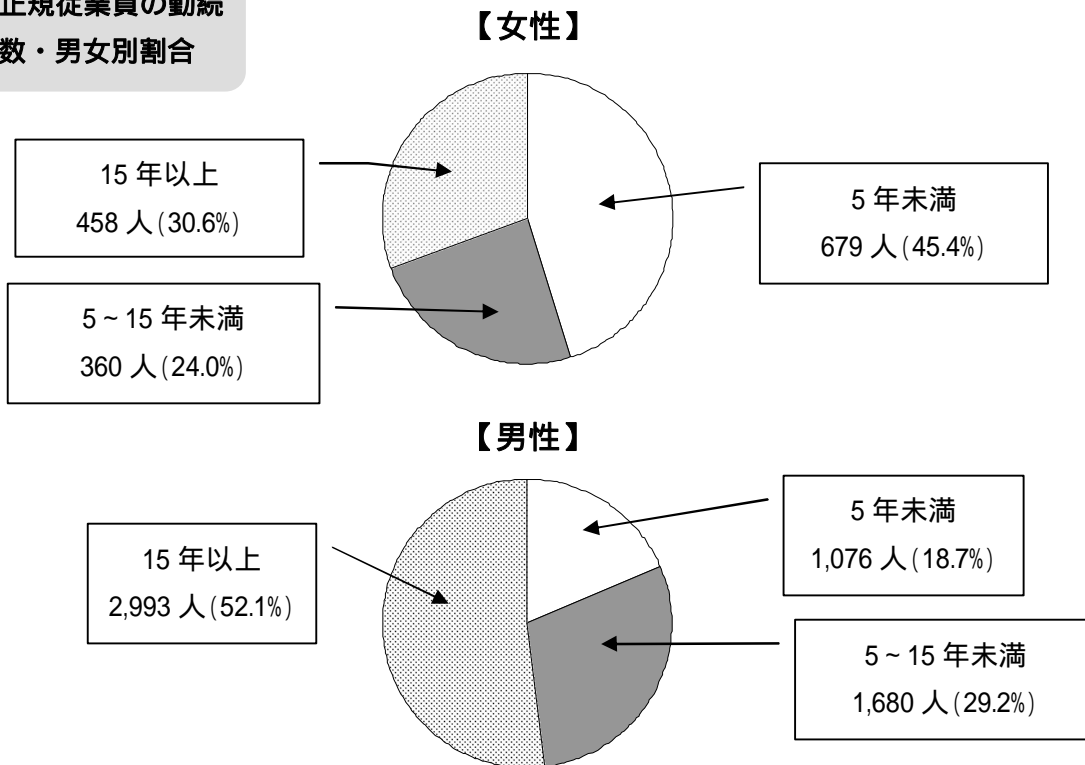 正規従業員の勤続
数・男女別割合
【女性】
15 年以上
458 人(30.6%)
5 年未満
679 人(45.4%)
5~15 年未満
360 人(24.0%)
【男性】
5 年未満
1,076 人(18.7%)
15 年以上
2,993 人(52.1%)
5~15 年未満
1,680 人(29.2%)